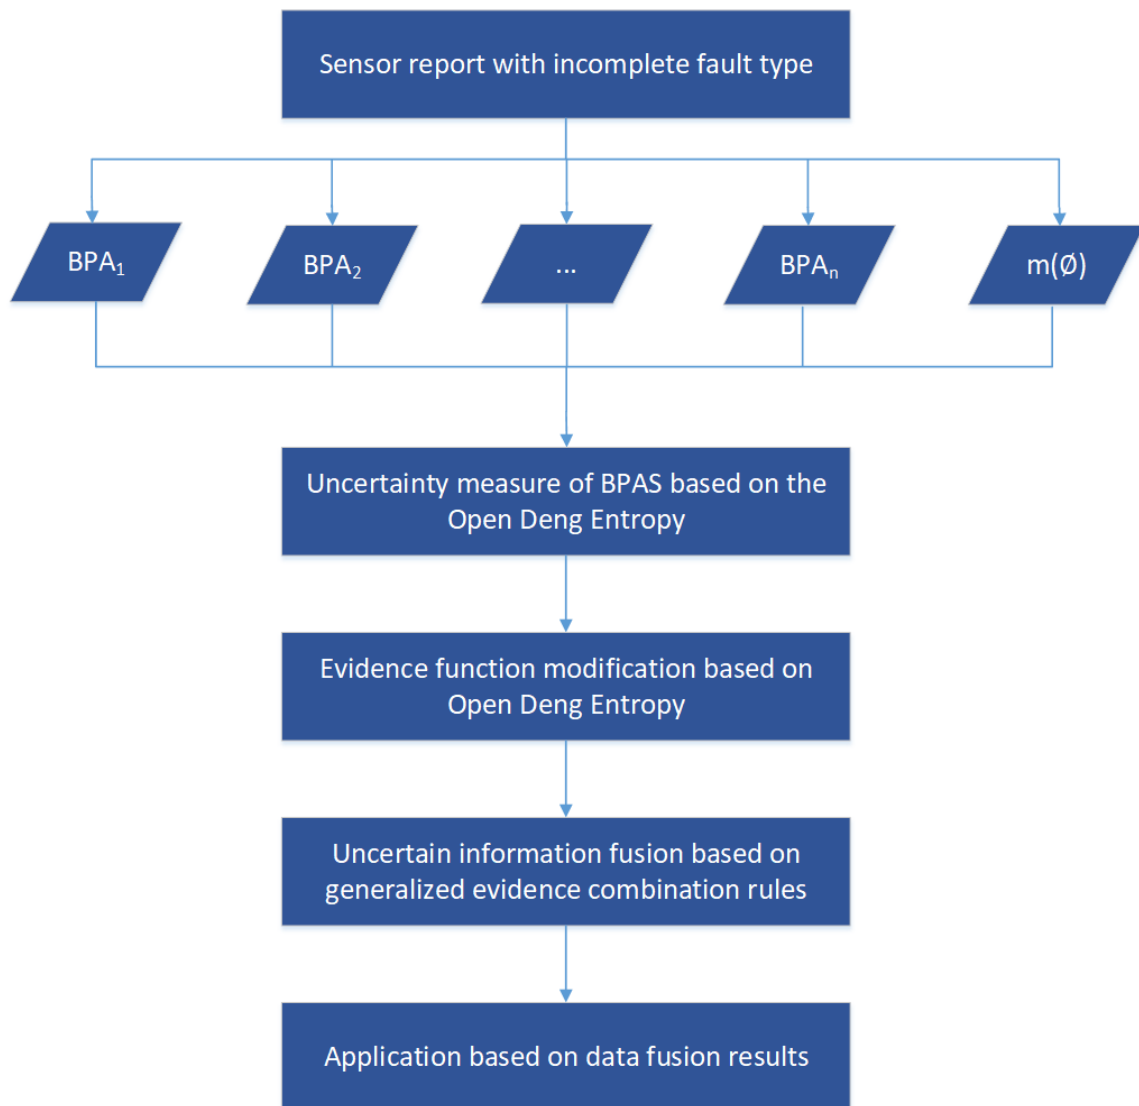 Sensor report with incomplete fault type
BPA₁
BPA₂
...
BPAₙ
m(Ø)
Uncertainty measure of BPAS based on the
Open Deng Entropy
Evidence function modification based on
Open Deng Entropy
Uncertain information fusion based on
generalized evidence combination rules
Application based on data fusion results